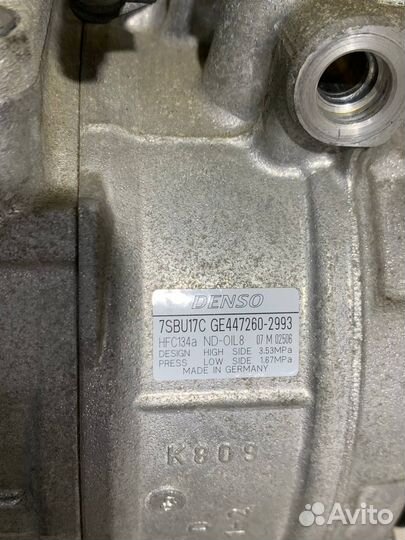 DENSO
7SBU17C GE447260-2993
HFC134a ND-OIL8 07 M 02506
DESIGN HIGH SIDE 3.53MPa
PRESS LOW SIDE 1.67MPa
MADE IN GERMANY
K809
Avito